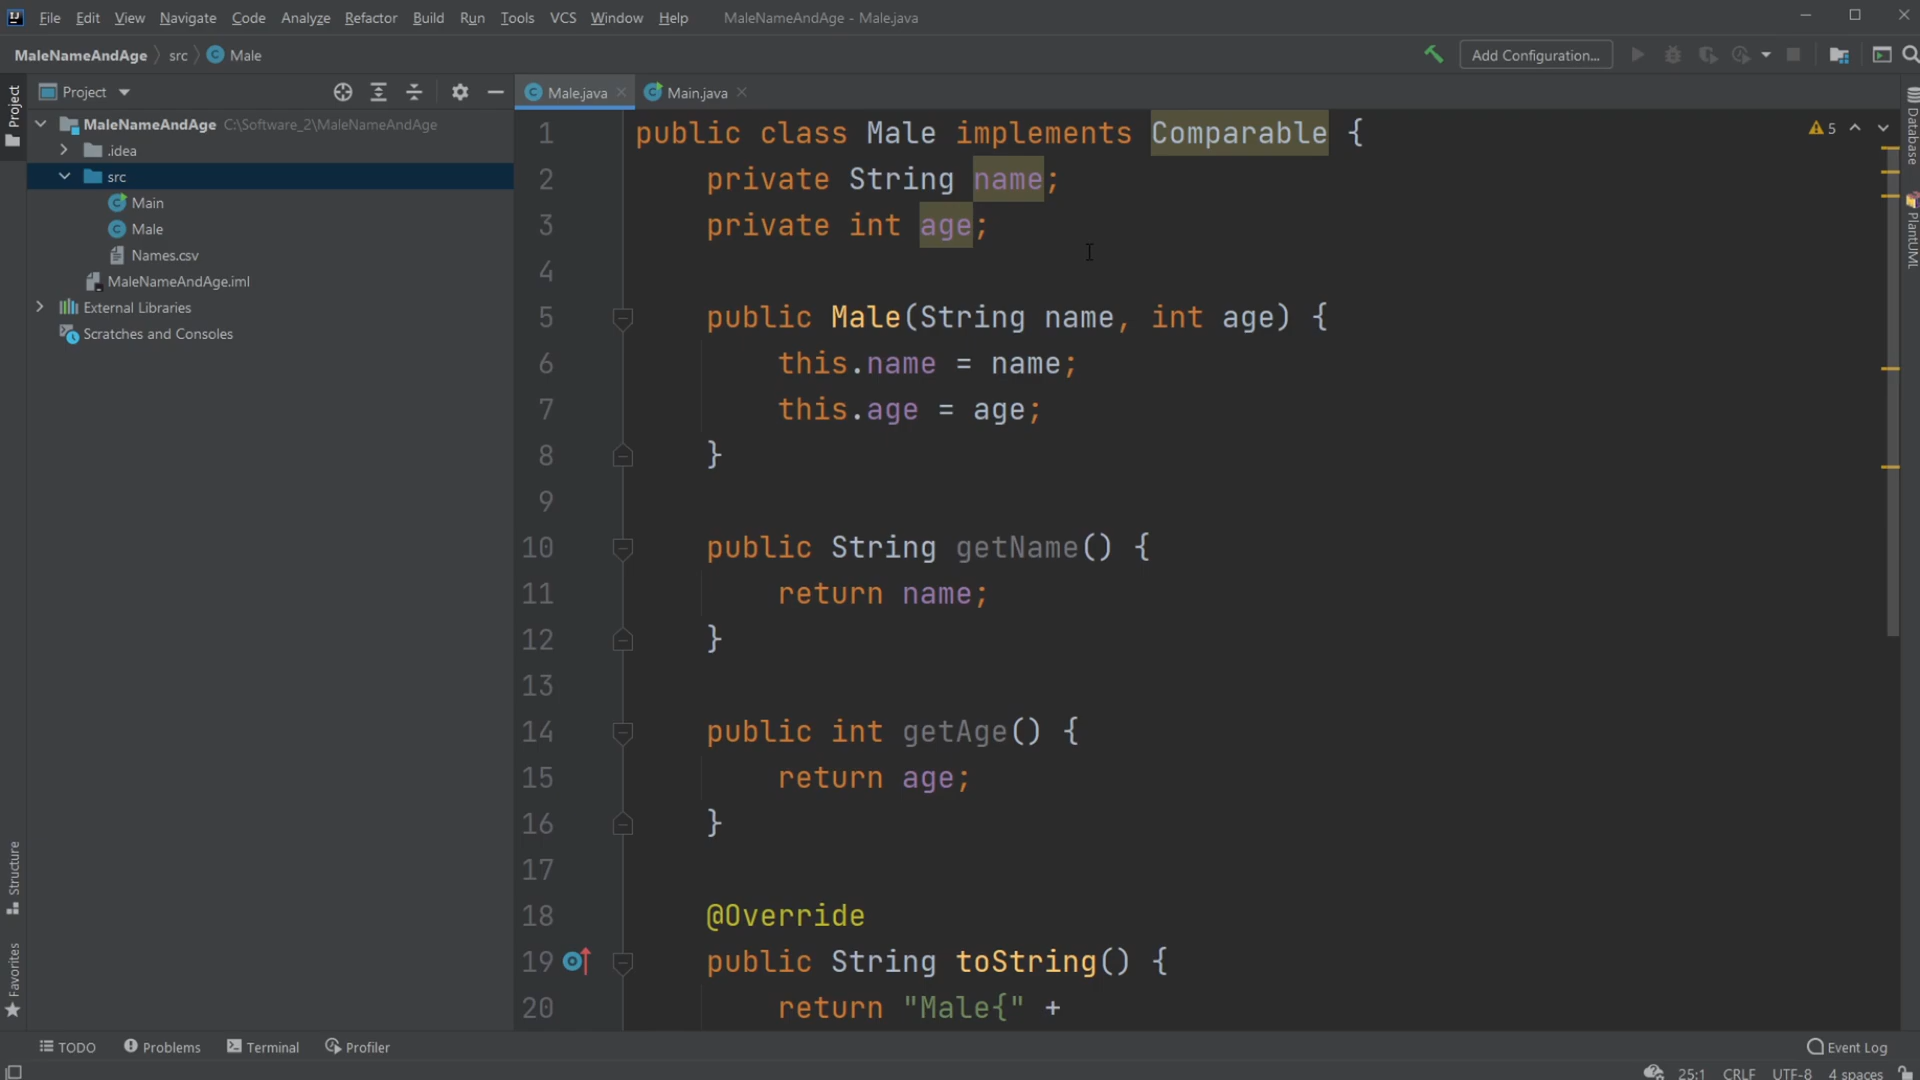 File Edit View Navigate Code Analyze Refactor Build Run Tools VCS Window Help MaleNameAndAge - Male.java
MaleNameAndAge src Male Add Configuration...
Project
Male.java
Main.java
MaleNameAndAge C:\Software_2\MaleNameAndAge
.idea
src
Main
Male
Names.csv
MaleNameAndAge.iml
External Libraries
Scratches and Consoles
Project
Structure
Favorites
1 public class Male implements Comparable {
2 private String name;
3 private int age;
4
5 public Male(String name, int age) {
6 this.name = name;
7 this.age = age;
8 }
9
10 public String getName() {
11 return name;
12 }
13
14 public int getAge() {
15 return age;
16 }
17
18 @Override
19 public String toString() {
20 return "Male{" +
5
Database
PlantUML
TODO Problems Terminal Profiler Event Log
25:1 CRLF UTF-8 4 spaces